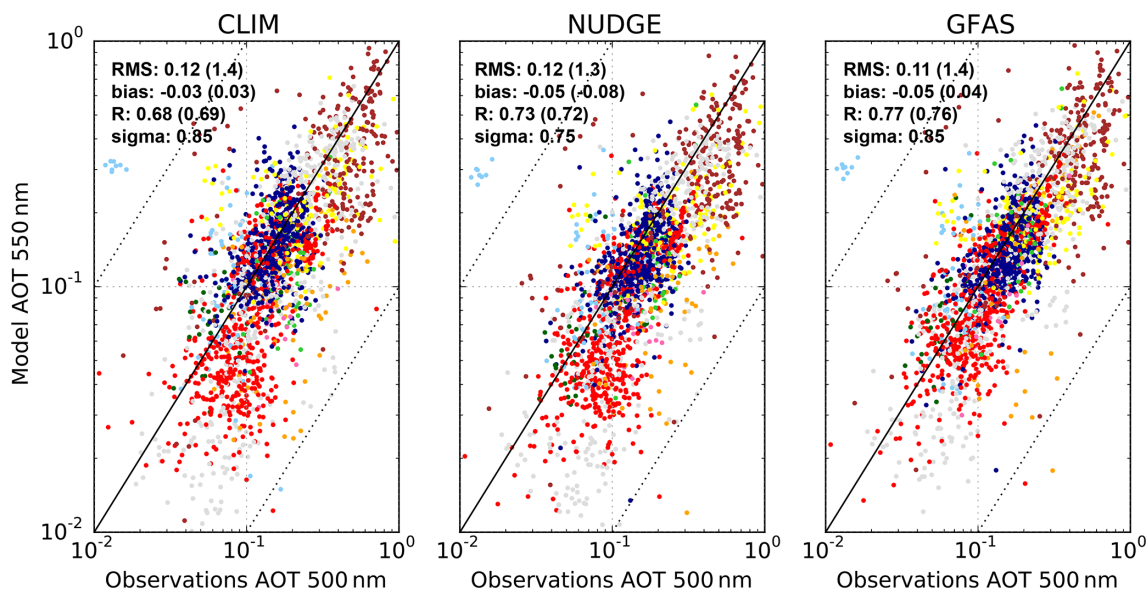 CLIM NUDGE GFAS
RMS: 0.12 (1.4) RMS: 0.12 (1.3) RMS: 0.11 (1.4)
bias: -0.03 (0.03) bias: -0.05 (-0.08) bias: -0.05 (0.04)
R: 0.68 (0.69) R: 0.73 (0.72) R: 0.77 (0.76)
sigma: 0.85 sigma: 0.75 sigma: 0.85
Model AOT 550 nm
10⁰
10⁻¹
10⁻²
10⁻² 10⁻¹ 10⁰ 10⁻² 10⁻¹ 10⁰ 10⁻² 10⁻¹ 10⁰
Observations AOT 500 nm Observations AOT 500 nm Observations AOT 500 nm